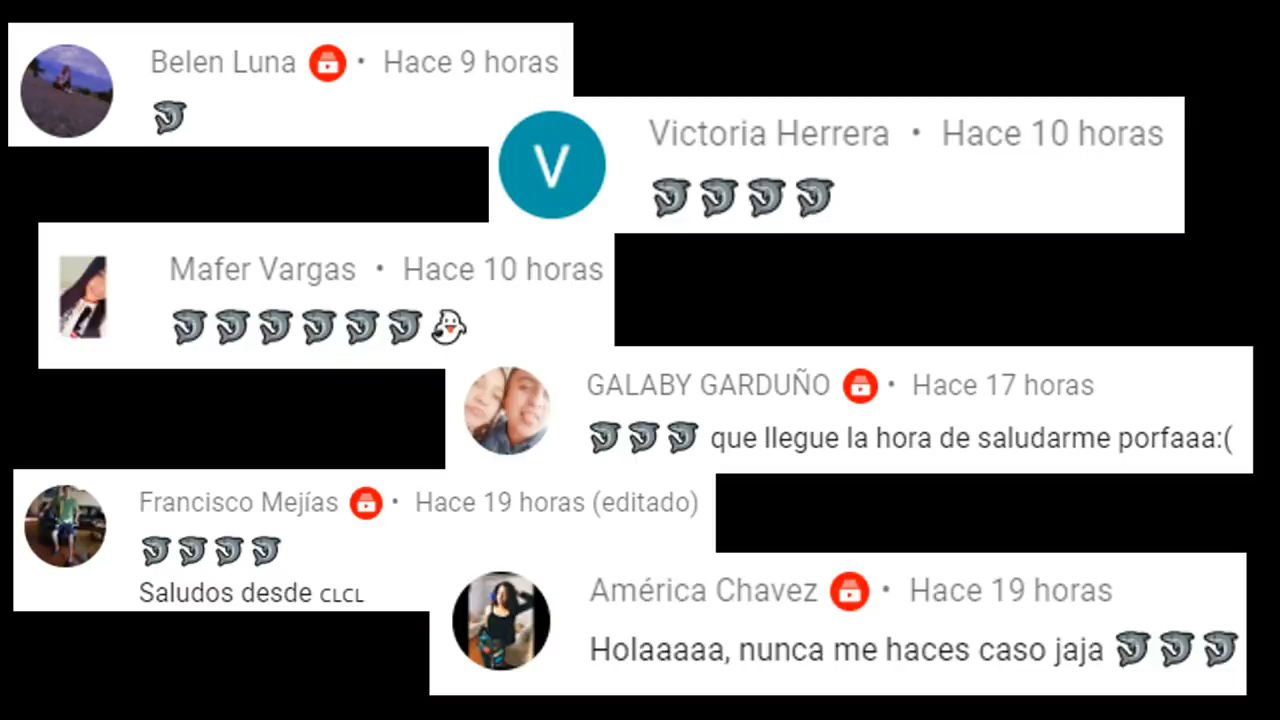 Belen Luna • Hace 9 horas
🦈
V
Victoria Herrera • Hace 10 horas
🦈🦈🦈🦈
Mafer Vargas • Hace 10 horas
🦈🦈🦈🦈🦈🦈👻
GALABY GARDUÑO • Hace 17 horas
🦈🦈🦈 que llegue la hora de saludarme porfaaa:(
Francisco Mejías • Hace 19 horas (editado)
🦈🦈🦈🦈
Saludos desde ᴄʟᴄʟ
América Chavez • Hace 19 horas
Holaaaaa, nunca me haces caso jaja 🦈🦈🦈